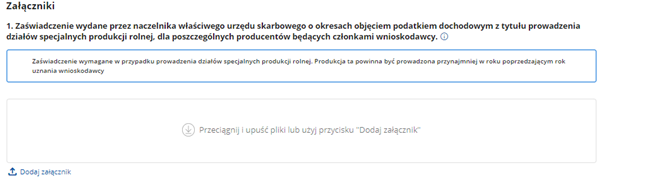 Załączniki
1. Zaświadczenie wydane przez naczelnika właściwego urzędu skarbowego o okresach objęciem podatkiem dochodowym z tytułu prowadzenia
działów specjalnych produkcji rolnej, dla poszczególnych producentów będących członkami wnioskodawcy.
Zaświadczenie wymagane w przypadku prowadzenia działów specjalnych produkcji rolnej. Produkcja ta powinna być prowadzona przynajmniej w roku poprzedzającym rok
uznania wnioskodawcy
Przeciągnij i upuść pliki lub użyj przycisku "Dodaj załącznik"
Dodaj załącznik